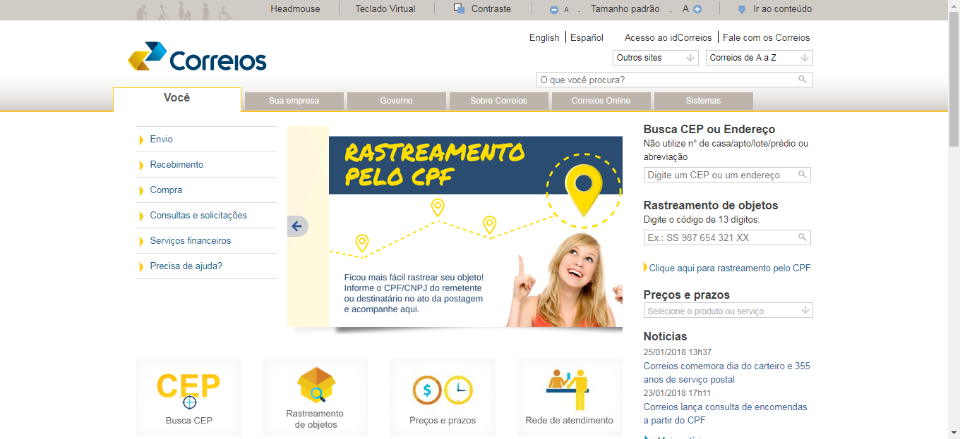 Headmouse
Teclado Virtual
Contraste
A . Tamanho padrão . A
Ir ao conteúdo
English | Español
Acesso ao idCorreios | Fale com os Correios
Correios
Outros sites
Correios de A a Z
O que você procura?
Você
Sua empresa
Governo
Sobre Correios
Correios Online
Sistemas
Envio
Recebimento
Compra
Consultas e solicitações
Serviços financeiros
Precisa de ajuda?
RASTREAMENTO
PELO CPF
Ficou mais fácil rastrear seu objeto!
Informe o CPF/CNPJ do remetente
ou destinatário no ato da postagem
e acompanhe aqui.
Busca CEP ou Endereço
Não utilize n° de casa/apto/lote/prédio ou
abreviação
Digite um CEP ou um endereço
Rastreamento de objetos
Digite o código de 13 dígitos:
Ex.: SS 987 654 321 XX
Clique aqui para rastreamento pelo CPF
Preços e prazos
Selecione o produto ou serviço
Notícias
25/01/2018 13h37
Correios comemora dia do carteiro e 355
anos de serviço postal
23/01/2018 17h11
Correios lança consulta de encomendas
a partir do CPF
CEP
Busca CEP
Rastreamento
de objetos
$
Preços e prazos
Rede de atendimento